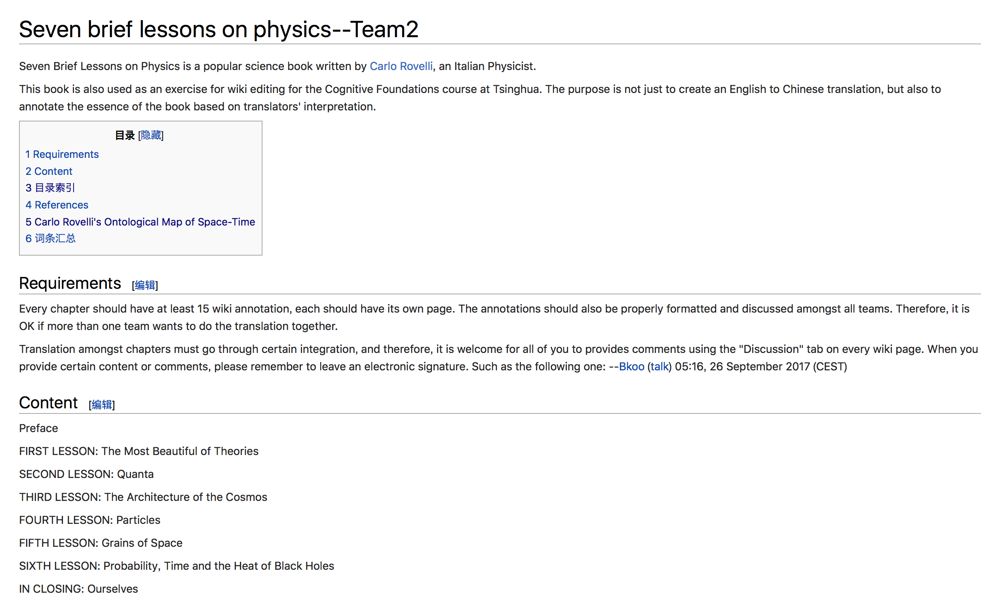 Seven brief lessons on physics--Team2
Seven Brief Lessons on Physics is a popular science book written by Carlo Rovelli, an Italian Physicist.
This book is also used as an exercise for wiki editing for the Cognitive Foundations course at Tsinghua. The purpose is not just to create an English to Chinese translation, but also to
annotate the essence of the book based on translators' interpretation.
目录 [隐藏]
1 Requirements
2 Content
3 目录索引
4 References
5 Carlo Rovelli's Ontological Map of Space-Time
6 词条汇总
Requirements [编辑]
Every chapter should have at least 15 wiki annotation, each should have its own page. The annotations should also be properly formatted and discussed amongst all teams. Therefore, it is
OK if more than one team wants to do the translation together.
Translation amongst chapters must go through certain integration, and therefore, it is welcome for all of you to provides comments using the "Discussion" tab on every wiki page. When you
provide certain content or comments, please remember to leave an electronic signature. Such as the following one: --Bkoo (talk) 05:16, 26 September 2017 (CEST)
Content [编辑]
Preface
FIRST LESSON: The Most Beautiful of Theories
SECOND LESSON: Quanta
THIRD LESSON: The Architecture of the Cosmos
FOURTH LESSON: Particles
FIFTH LESSON: Grains of Space
SIXTH LESSON: Probability, Time and the Heat of Black Holes
IN CLOSING: Ourselves